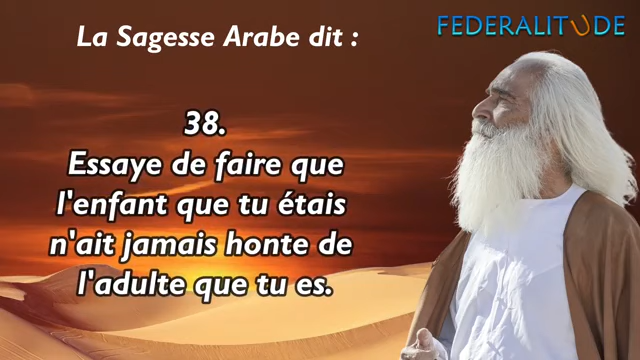 La Sagesse Arabe dit :
FEDERALITUDE
38.
Essaye de faire que
l'enfant que tu étais
n'ait jamais honte de
l'adulte que tu es.